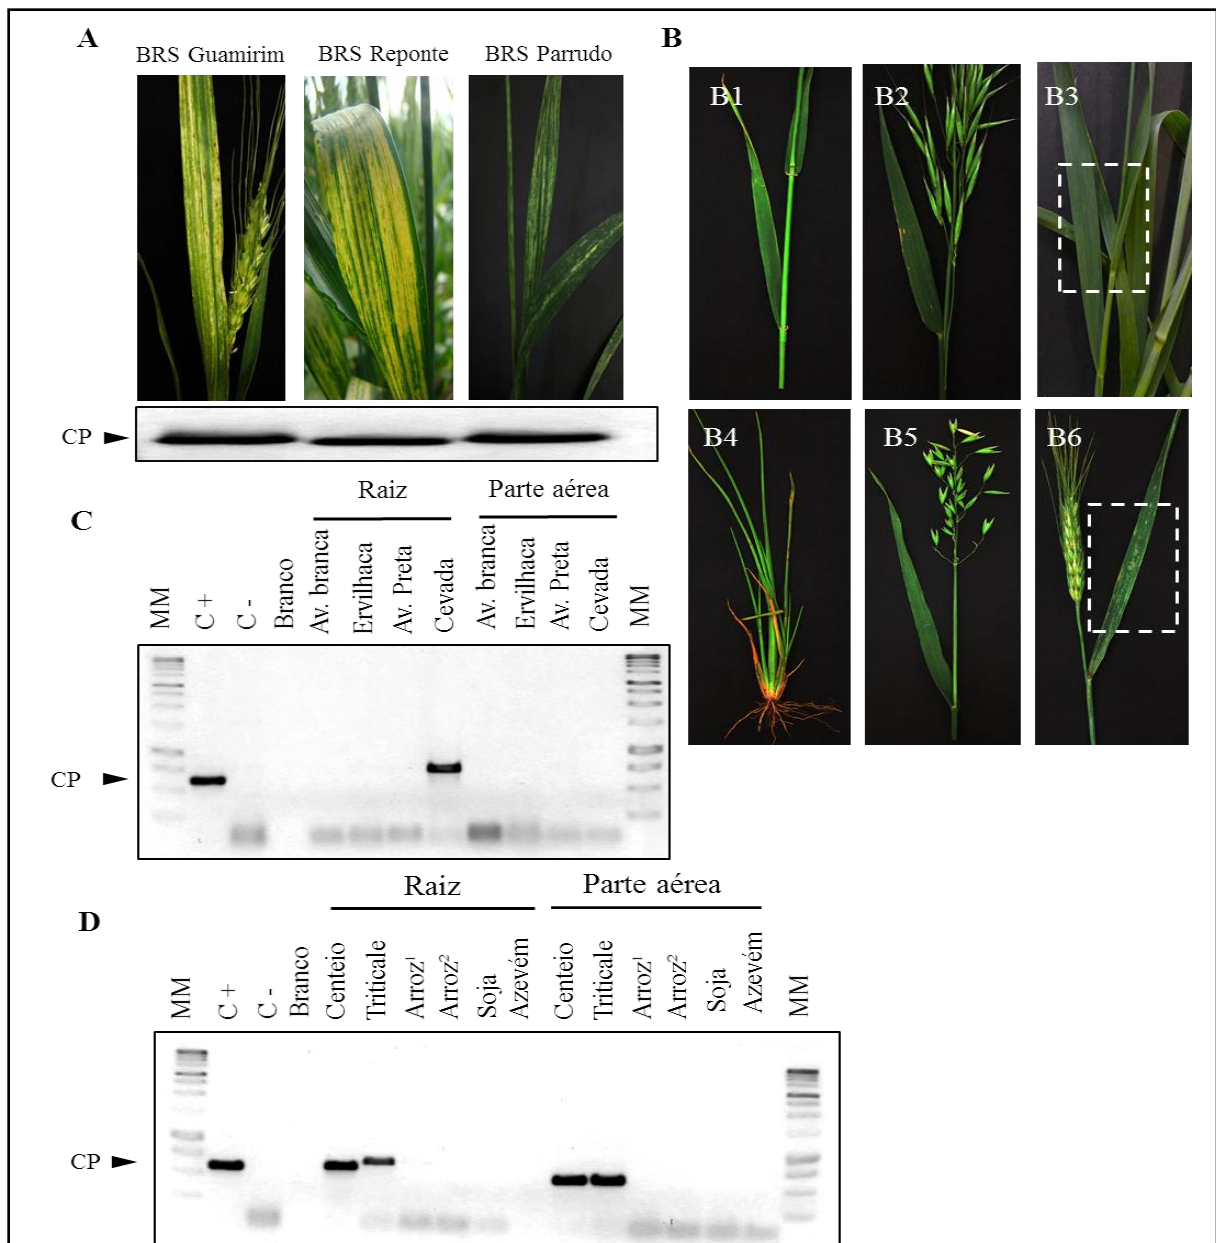 A
BRS Guamirim
BRS Reponte
BRS Parrudo
CP
B
B1
B2
B3
B4
B5
B6
C
Raiz
Parte aérea
MM
C +
C -
Branco
Av. branca
Ervilhaca
Av. Preta
Cevada
Av. branca
Ervilhaca
Av. Preta
Cevada
MM
CP
D
Raiz
Parte aérea
MM
C +
C -
Branco
Centeio
Triticale
Arroz¹
Arroz²
Soja
Azevém
Centeio
Triticale
Arroz¹
Arroz²
Soja
Azevém
MM
CP